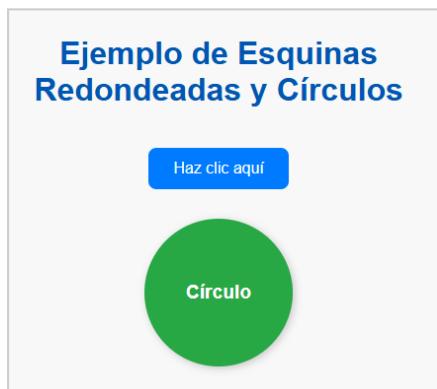 Ejemplo de Esquinas
Redondeadas y Círculos
Haz clic aquí
Círculo